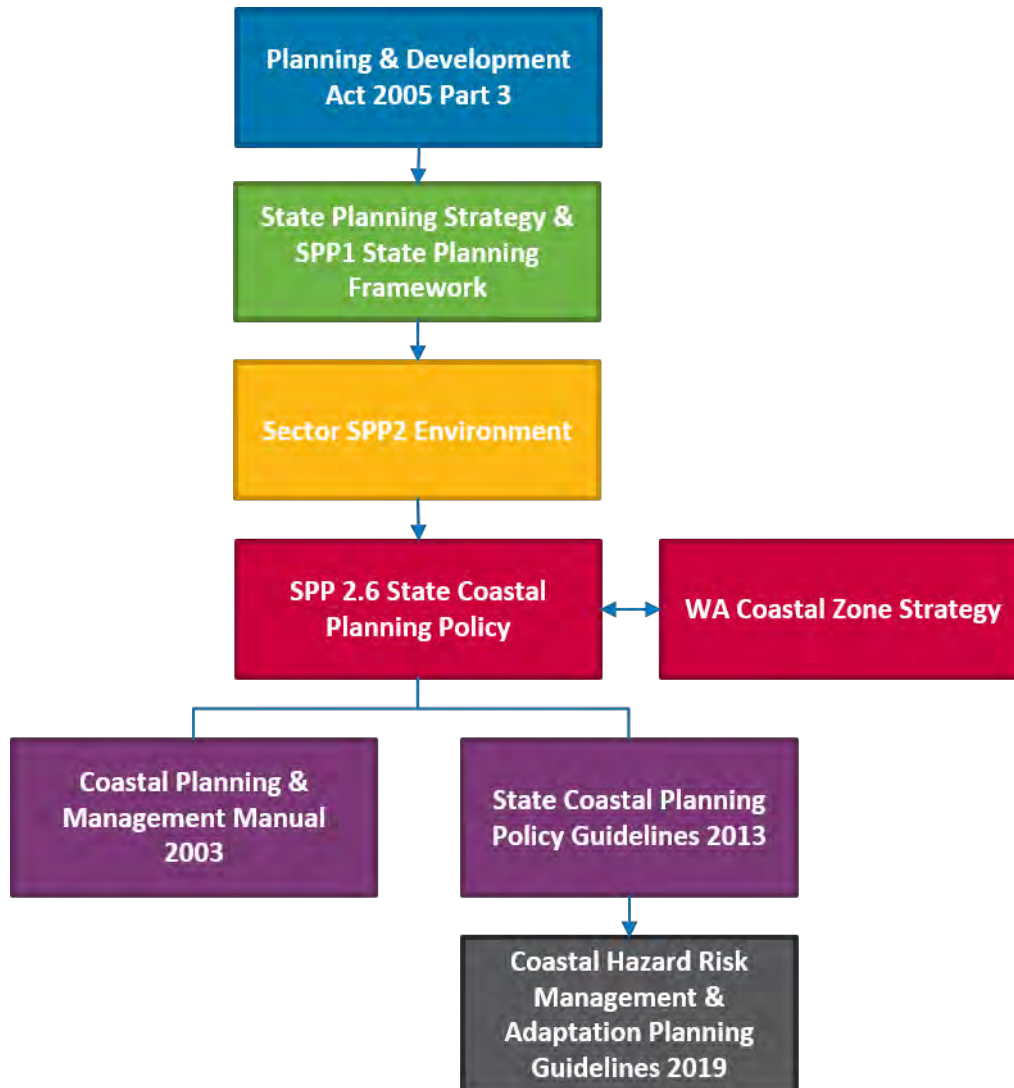 Planning & Development
Act 2005 Part 3
State Planning Strategy &
SPP1 State Planning
Framework
Sector SPP2 Environment
SPP 2.6 State Coastal
Planning Policy
WA Coastal Zone Strategy
Coastal Planning &
Management Manual
2003
State Coastal Planning
Policy Guidelines 2013
Coastal Hazard Risk
Management &
Adaptation Planning
Guidelines 2019